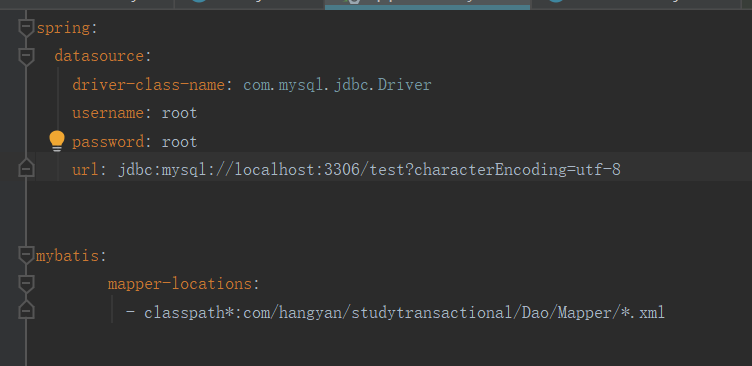 spring:
datasource:
driver-class-name: com.mysql.jdbc.Driver
username: root
password: root
url: jdbc:mysql://localhost:3306/test?characterEncoding=utf-8
mybatis:
mapper-locations:
- classpath*:com/hangyan/studytransactional/Dao/Mapper/*.xml